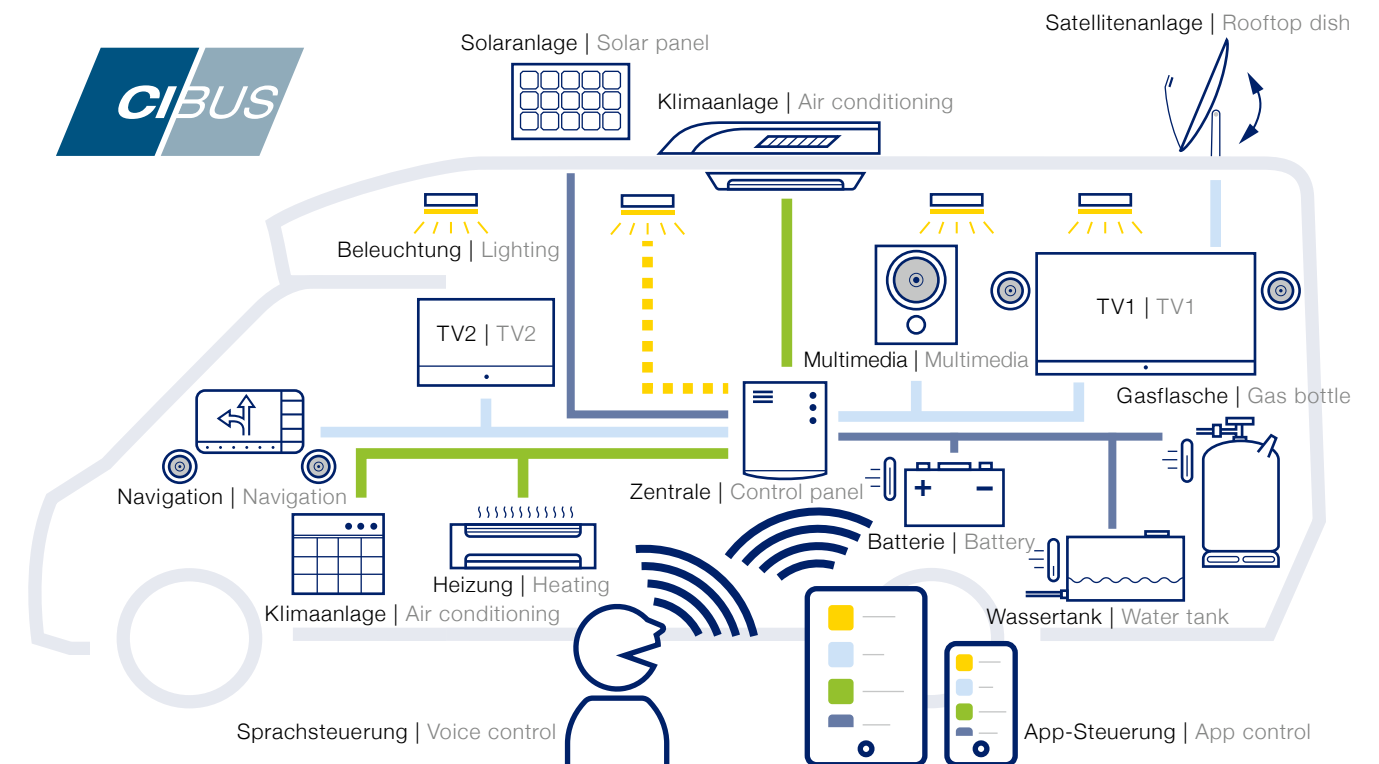 Satellitenanlage | Rooftop dish
Solaranlage | Solar panel
CIBUS
Klimaanlage | Air conditioning
Beleuchtung | Lighting
TV1 | TV1
TV2 | TV2
Multimedia | Multimedia
Gasflasche | Gas bottle
Navigation | Navigation
Zentrale | Control panel
+ −
Batterie | Battery
Heizung | Heating
Klimaanlage | Air conditioning
Wassertank | Water tank
Sprachsteuerung | Voice control
App-Steuerung | App control